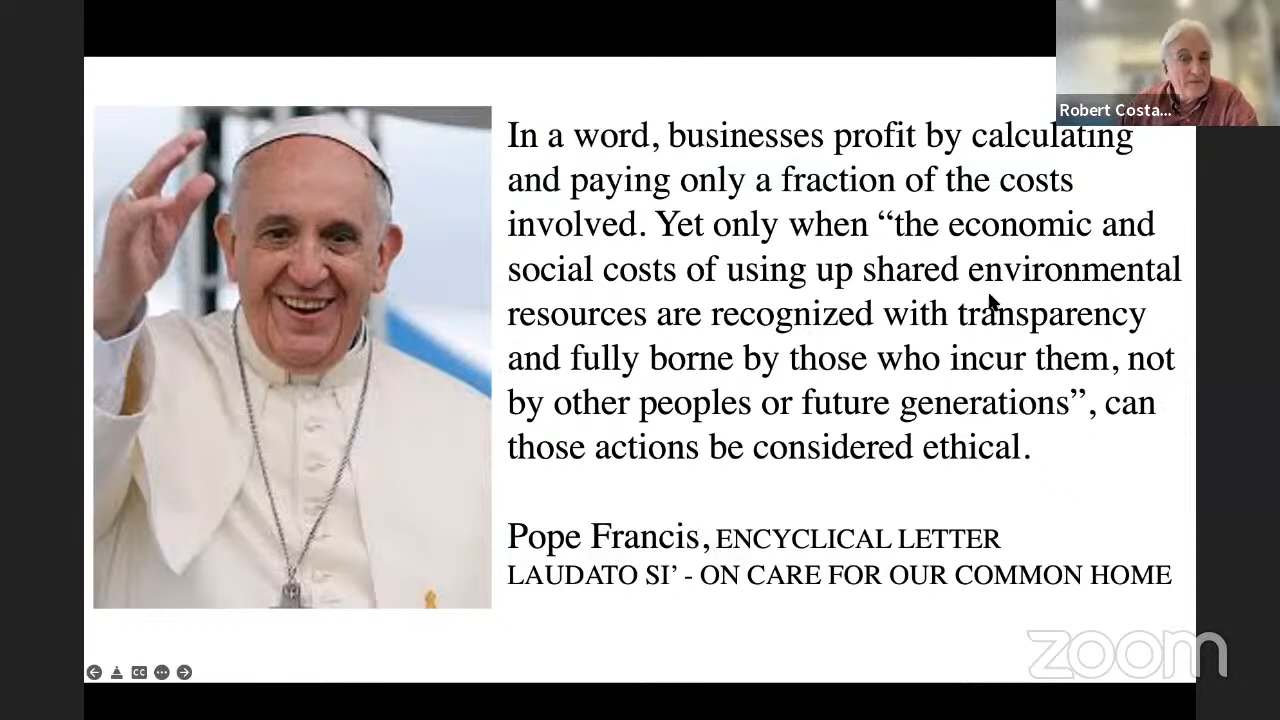 Robert Costa...
In a word, businesses profit by calculating
and paying only a fraction of the costs
involved. Yet only when “the economic and
social costs of using up shared environmental
resources are recognized with transparency
and fully borne by those who incur them, not
by other peoples or future generations”, can
those actions be considered ethical.
Pope Francis, ENCYCLICAL LETTER
LAUDATO SI’ - ON CARE FOR OUR COMMON HOME
zoom
CC